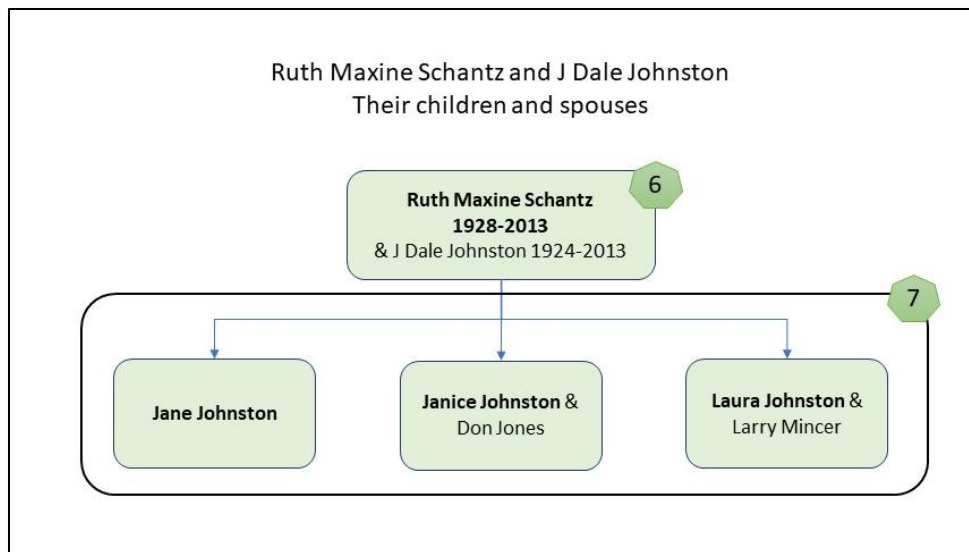 Ruth Maxine Schantz and J Dale Johnston
Their children and spouses
6
Ruth Maxine Schantz
1928-2013
& J Dale Johnston 1924-2013
7
Jane Johnston
Janice Johnston &
Don Jones
Laura Johnston &
Larry Mincer